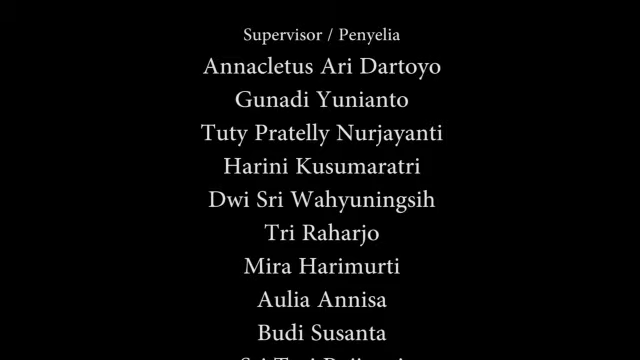 Supervisor / Penyelia
Annacletus Ari Dartoyo
Gunadi Yunianto
Tuty Pratelly Nurjayanti
Harini Kusumaratri
Dwi Sri Wahyuningsih
Tri Raharjo
Mira Harimurti
Aulia Annisa
Budi Susanta